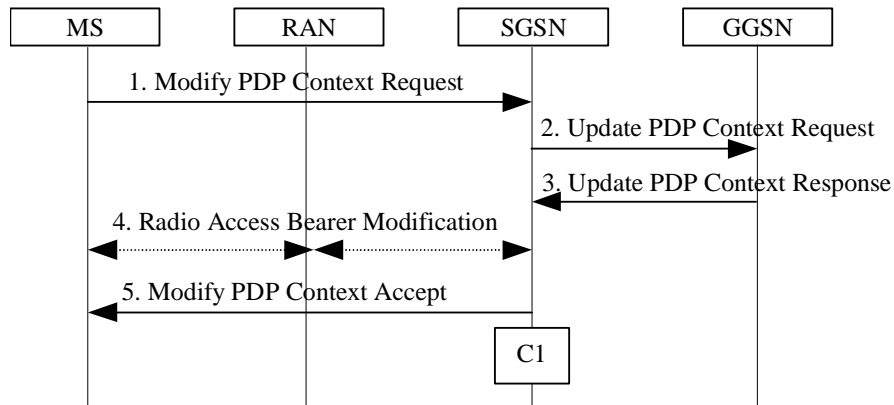 MS
RAN
SGSN
GGSN
1. Modify PDP Context Request
2. Update PDP Context Request
3. Update PDP Context Response
4. Radio Access Bearer Modification
5. Modify PDP Context Accept
C1